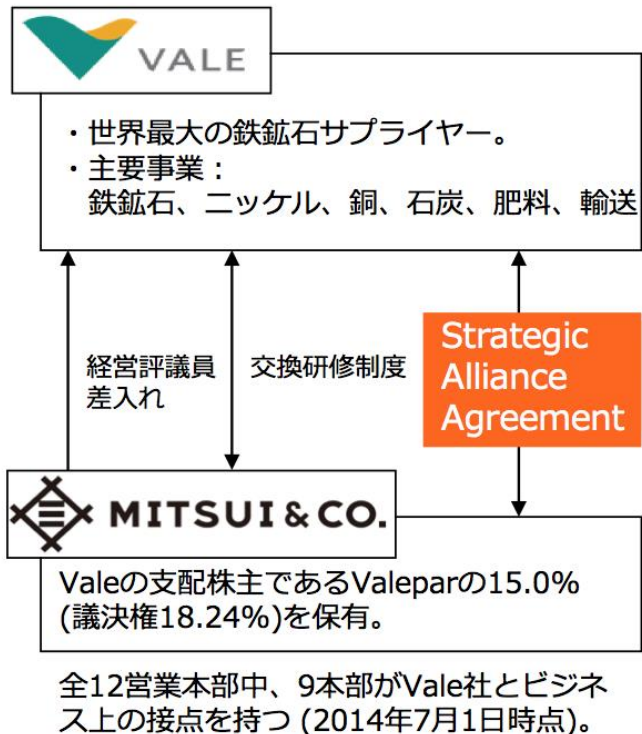 VALE
・世界最大の鉄鉱石サプライヤー。
・主要事業：
鉄鉱石、ニッケル、銅、石炭、肥料、輸送
経営評議員
差入れ
交換研修制度
Strategic
Alliance
Agreement
MITSUI & CO.
Valeの支配株主であるValeparの15.0%
(議決権18.24%)を保有。
全12営業本部中、9本部がVale社とビジネ
ス上の接点を持つ (2014年7月1日時点)。